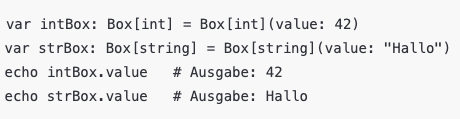 var intBox: Box[int] = Box[int](value: 42)
var strBox: Box[string] = Box[string](value: "Hallo")
echo intBox.value   # Ausgabe: 42
echo strBox.value   # Ausgabe: Hallo